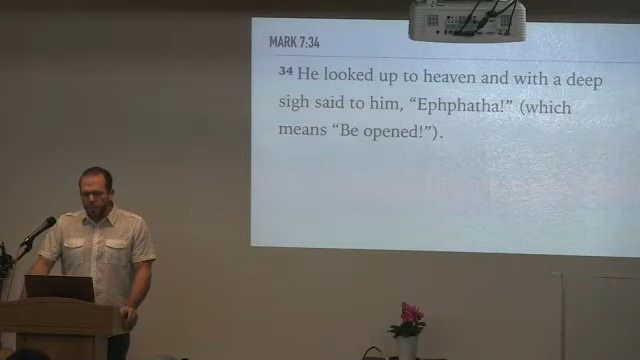 MARK 7:34
34 He looked up to heaven and with a deep
sigh said to him, “Ephphatha!” (which
means “Be opened!”).